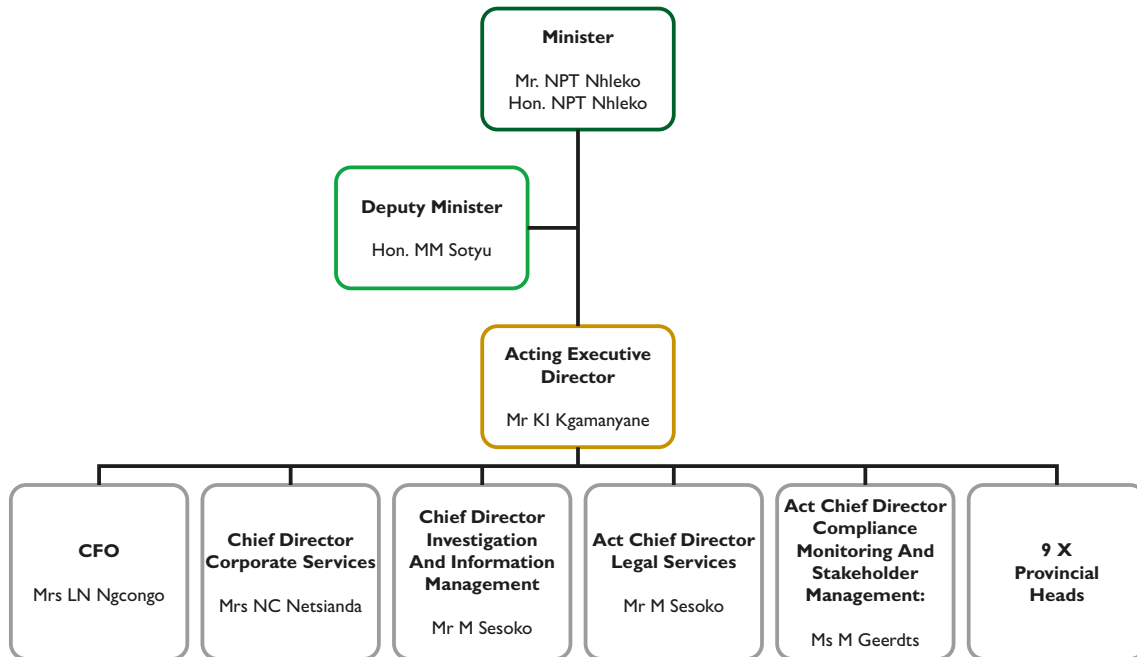 Minister
Mr. NPT Nhleko
Hon. NPT Nhleko
Deputy Minister
Hon. MM Sotyu
Acting Executive
Director
Mr KI Kgamanyane
CFO
Mrs LN Ngcongo
Chief Director
Corporate Services
Mrs NC Netsianda
Chief Director
Investigation
And Information
Management
Mr M Sesoko
Act Chief Director
Legal Services
Mr M Sesoko
Act Chief Director
Compliance
Monitoring And
Stakeholder
Management:
Ms M Geerdts
9 X
Provincial
Heads